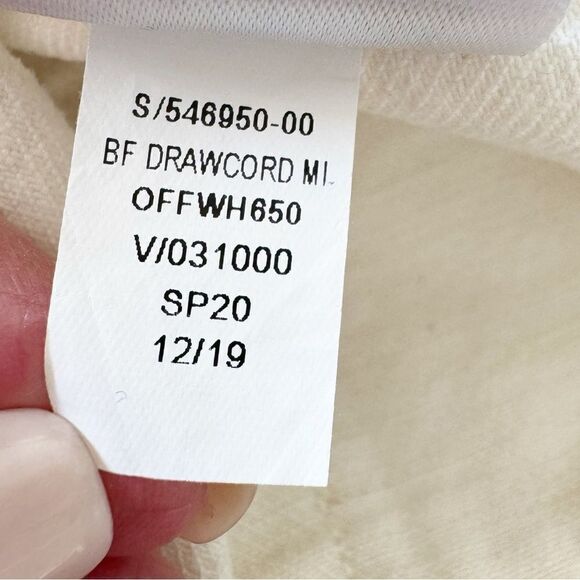 S/546950-00
BF DRAWCORD MI
OFFWH650
V/031000
SP20
12/19